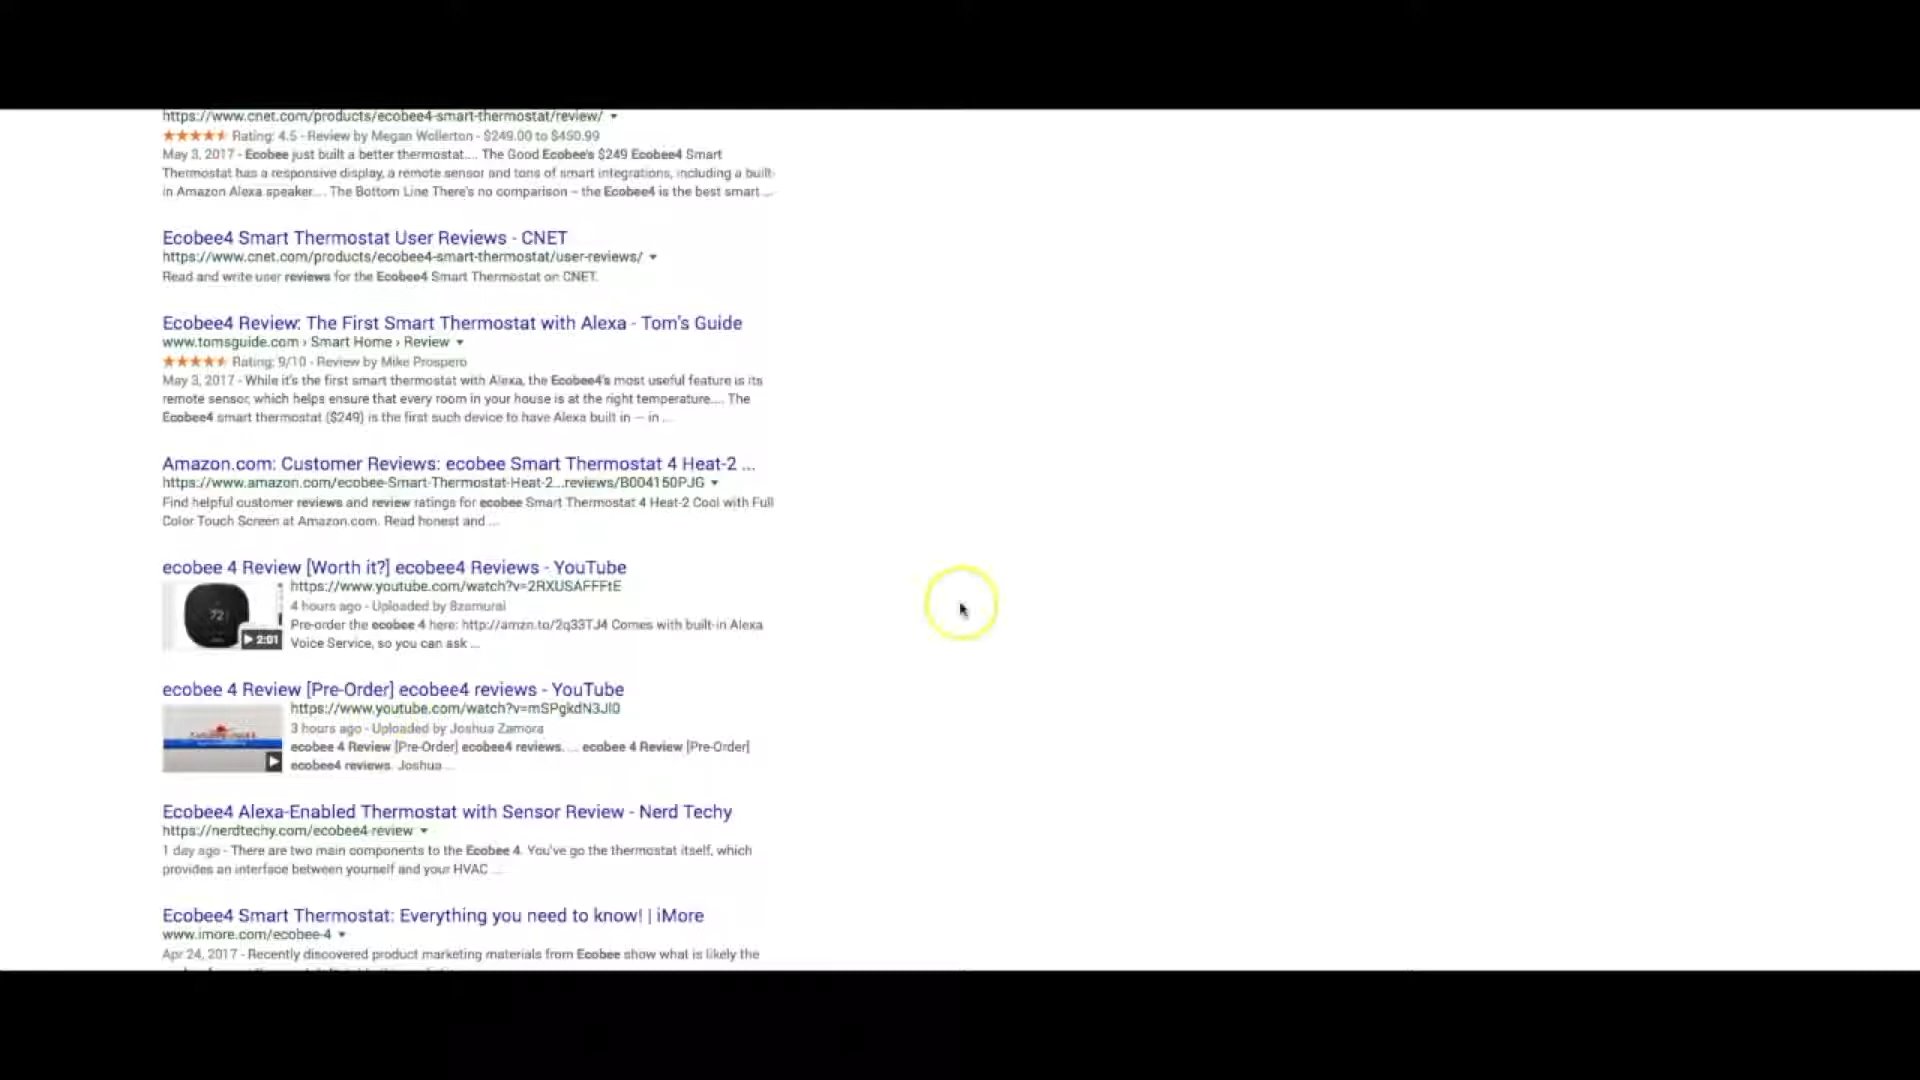 https://www.cnet.com/products/ecobee4-smart-thermostat/review/
Rating: 4.5 - Review by Megan Wollerton - $249.00 to $450.99
May 3, 2017 - Ecobee just built a better thermostat.... The Good Ecobee's $249 Ecobee4 Smart
Thermostat has a responsive display, a remote sensor and tons of smart integrations, including a built-
in Amazon Alexa speaker.... The Bottom Line There's no comparison – the Ecobee4 is the best smart ...
Ecobee4 Smart Thermostat User Reviews - CNET
https://www.cnet.com/products/ecobee4-smart-thermostat/user-reviews/
Read and write user reviews for the Ecobee4 Smart Thermostat on CNET.
Ecobee4 Review: The First Smart Thermostat with Alexa - Tom's Guide
www.tomsguide.com › Smart Home › Review
Rating: 9/10 - Review by Mike Prospero
May 3, 2017 - While it's the first smart thermostat with Alexa, the Ecobee4's most useful feature is its
remote sensor, which helps ensure that every room in your house is at the right temperature.... The
Ecobee4 smart thermostat ($249) is the first such device to have Alexa built in — in ...
Amazon.com: Customer Reviews: ecobee Smart Thermostat 4 Heat-2 ...
https://www.amazon.com/ecobee-Smart-Thermostat-Heat-2...reviews/B004150PJG
Find helpful customer reviews and review ratings for ecobee Smart Thermostat 4 Heat-2 Cool with Full
Color Touch Screen at Amazon.com. Read honest and ...
ecobee 4 Review [Worth it?] ecobee4 Reviews - YouTube
https://www.youtube.com/watch?v=2RXUSAFFFtE
72
2:01
4 hours ago - Uploaded by 8zamurai
Pre-order the ecobee 4 here: http://amzn.to/2q33TJ4 Comes with built-in Alexa
Voice Service, so you can ask ...
ecobee 4 Review [Pre-Order] ecobee4 reviews - YouTube
https://www.youtube.com/watch?v=mSPgkdN3JI0
3 hours ago - Uploaded by Joshua Zamora
ecobee 4 Review [Pre-Order] ecobee4 reviews. ... ecobee 4 Review [Pre-Order]
ecobee4 reviews. Joshua ...
Ecobee4 Alexa-Enabled Thermostat with Sensor Review - Nerd Techy
https://nerdtechy.com/ecobee4-review
1 day ago - There are two main components to the Ecobee 4. You've go the thermostat itself, which
provides an interface between yourself and your HVAC ...
Ecobee4 Smart Thermostat: Everything you need to know! | iMore
www.imore.com/ecobee-4
Apr 24, 2017 - Recently discovered product marketing materials from Ecobee show what is likely the